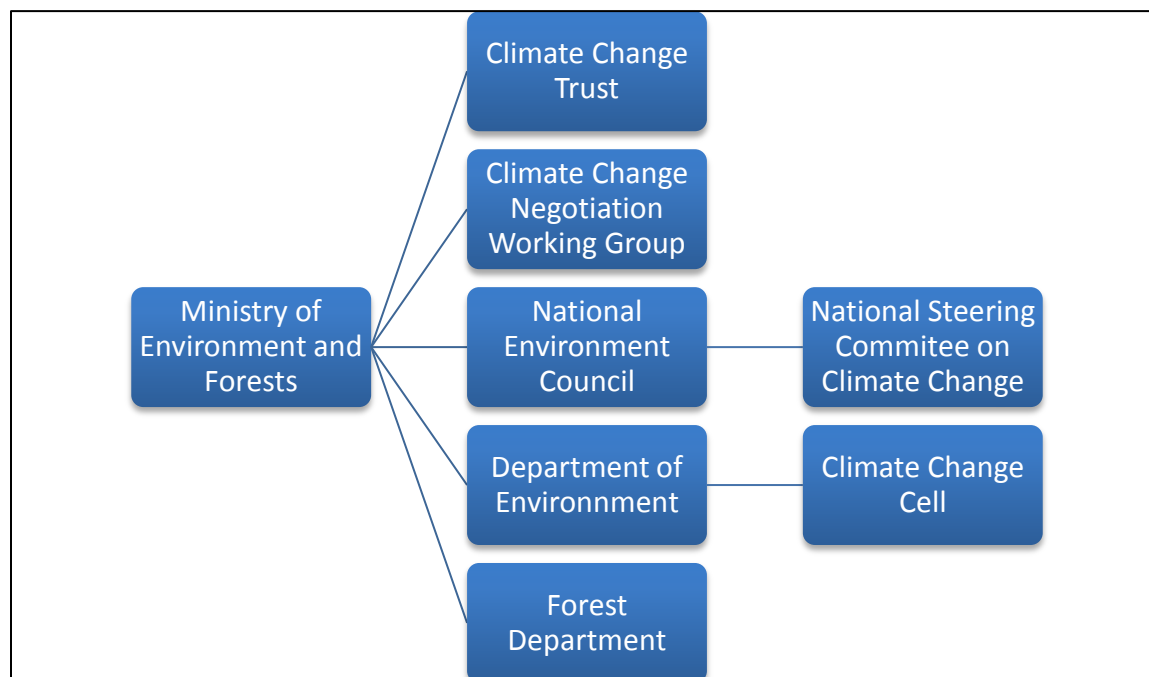 Climate Change
Trust
Climate Change
Negotiation
Working Group
Ministry of
Environment and
Forests
National
Environment
Council
National Steering
Commitee on
Climate Change
Department of
Environnment
Climate Change
Cell
Forest
Department